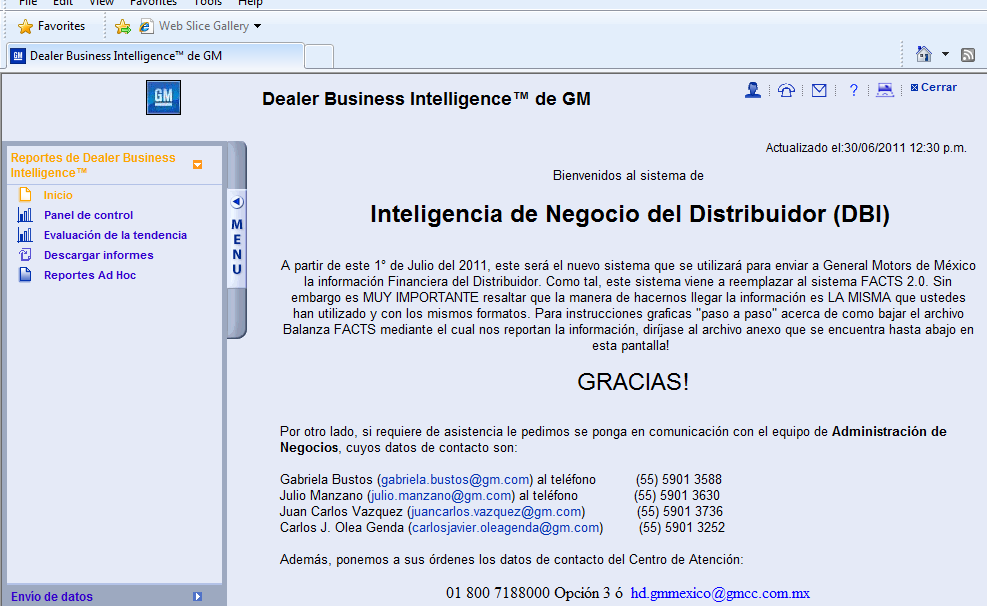 File Edit View Favorites Tools Help
Favorites Web Slice Gallery
GM Dealer Business Intelligence™ de GM
GM
Dealer Business Intelligence™ de GM
? Cerrar
Actualizado el:30/06/2011 12:30 p.m.
Reportes de Dealer Business
Intelligence™
Inicio
Panel de control
Evaluación de la tendencia
Descargar informes
Reportes Ad Hoc
MENU
Bienvenidos al sistema de
Inteligencia de Negocio del Distribuidor (DBI)
A partir de este 1° de Julio del 2011, este será el nuevo sistema que se utilizará para enviar a General Motors de México
la información Financiera del Distribuidor. Como tal, este sistema viene a reemplazar al sistema FACTS 2.0. Sin
embargo es MUY IMPORTANTE resaltar que la manera de hacernos llegar la información es LA MISMA que ustedes
han utilizado y con los mismos formatos. Para instrucciones graficas "paso a paso" acerca de como bajar el archivo
Balanza FACTS mediante el cual nos reportan la información, diríjase al archivo anexo que se encuentra hasta abajo en
esta pantalla!
GRACIAS!
Por otro lado, si requiere de asistencia le pedimos se ponga en comunicación con el equipo de Administración de
Negocios, cuyos datos de contacto son:
Gabriela Bustos (gabriela.bustos@gm.com) al teléfono (55) 5901 3588
Julio Manzano (julio.manzano@gm.com) al teléfono (55) 5901 3630
Juan Carlos Vazquez (juancarlos.vazquez@gm.com) (55) 5901 3736
Carlos J. Olea Genda (carlosjavier.oleagenda@gm.com) (55) 5901 3252
Además, ponemos a sus órdenes los datos de contacto del Centro de Atención:
01 800 7188000 Opción 3 ó hd.gmmexico@gmcc.com.mx
Envío de datos